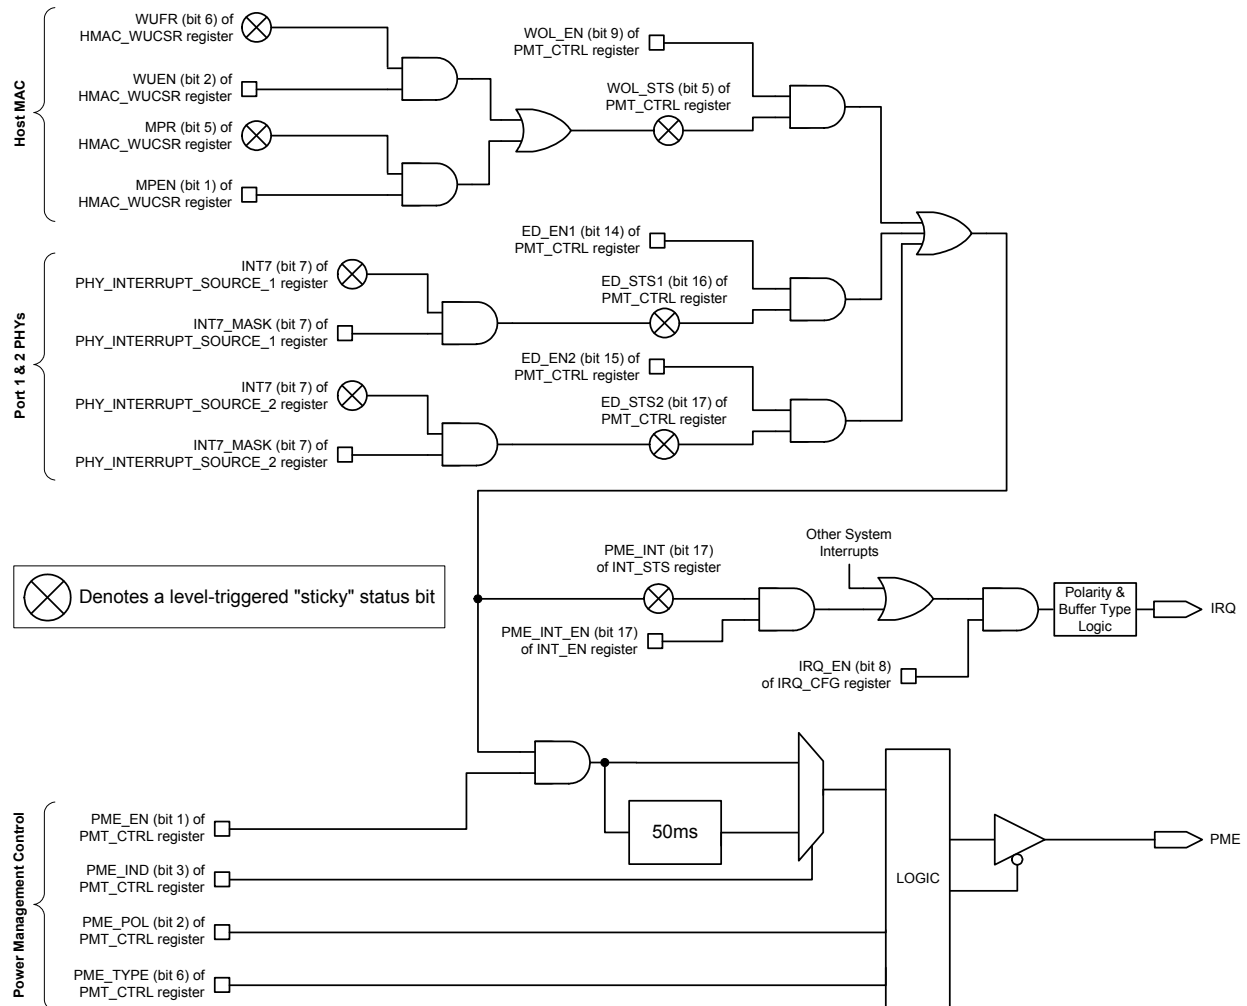 Host MAC
WUFR (bit 6) of
HMAC_WUCSR register
WUEN (bit 2) of
HMAC_WUCSR register
MPR (bit 5) of
HMAC_WUCSR register
MPEN (bit 1) of
HMAC_WUCSR register
WOL_EN (bit 9) of
PMT_CTRL register
WOL_STS (bit 5) of
PMT_CTRL register
Port 1 & 2 PHYs
INT7 (bit 7) of
PHY_INTERRUPT_SOURCE_1 register
INT7_MASK (bit 7) of
PHY_INTERRUPT_SOURCE_1 register
INT7 (bit 7) of
PHY_INTERRUPT_SOURCE_2 register
INT7_MASK (bit 7) of
PHY_INTERRUPT_SOURCE_2 register
ED_EN1 (bit 14) of
PMT_CTRL register
ED_STS1 (bit 16) of
PMT_CTRL register
ED_EN2 (bit 15) of
PMT_CTRL register
ED_STS2 (bit 17) of
PMT_CTRL register
Denotes a level-triggered "sticky" status bit
PME_INT (bit 17)
of INT_STS register
PME_INT_EN (bit 17)
of INT_EN register
Other System
Interrupts
IRQ_EN (bit 8)
of IRQ_CFG register
Polarity &
Buffer Type
Logic
IRQ
Power Management Control
PME_EN (bit 1) of
PMT_CTRL register
PME_IND (bit 3) of
PMT_CTRL register
PME_POL (bit 2) of
PMT_CTRL register
PME_TYPE (bit 6) of
PMT_CTRL register
50ms
LOGIC
PME